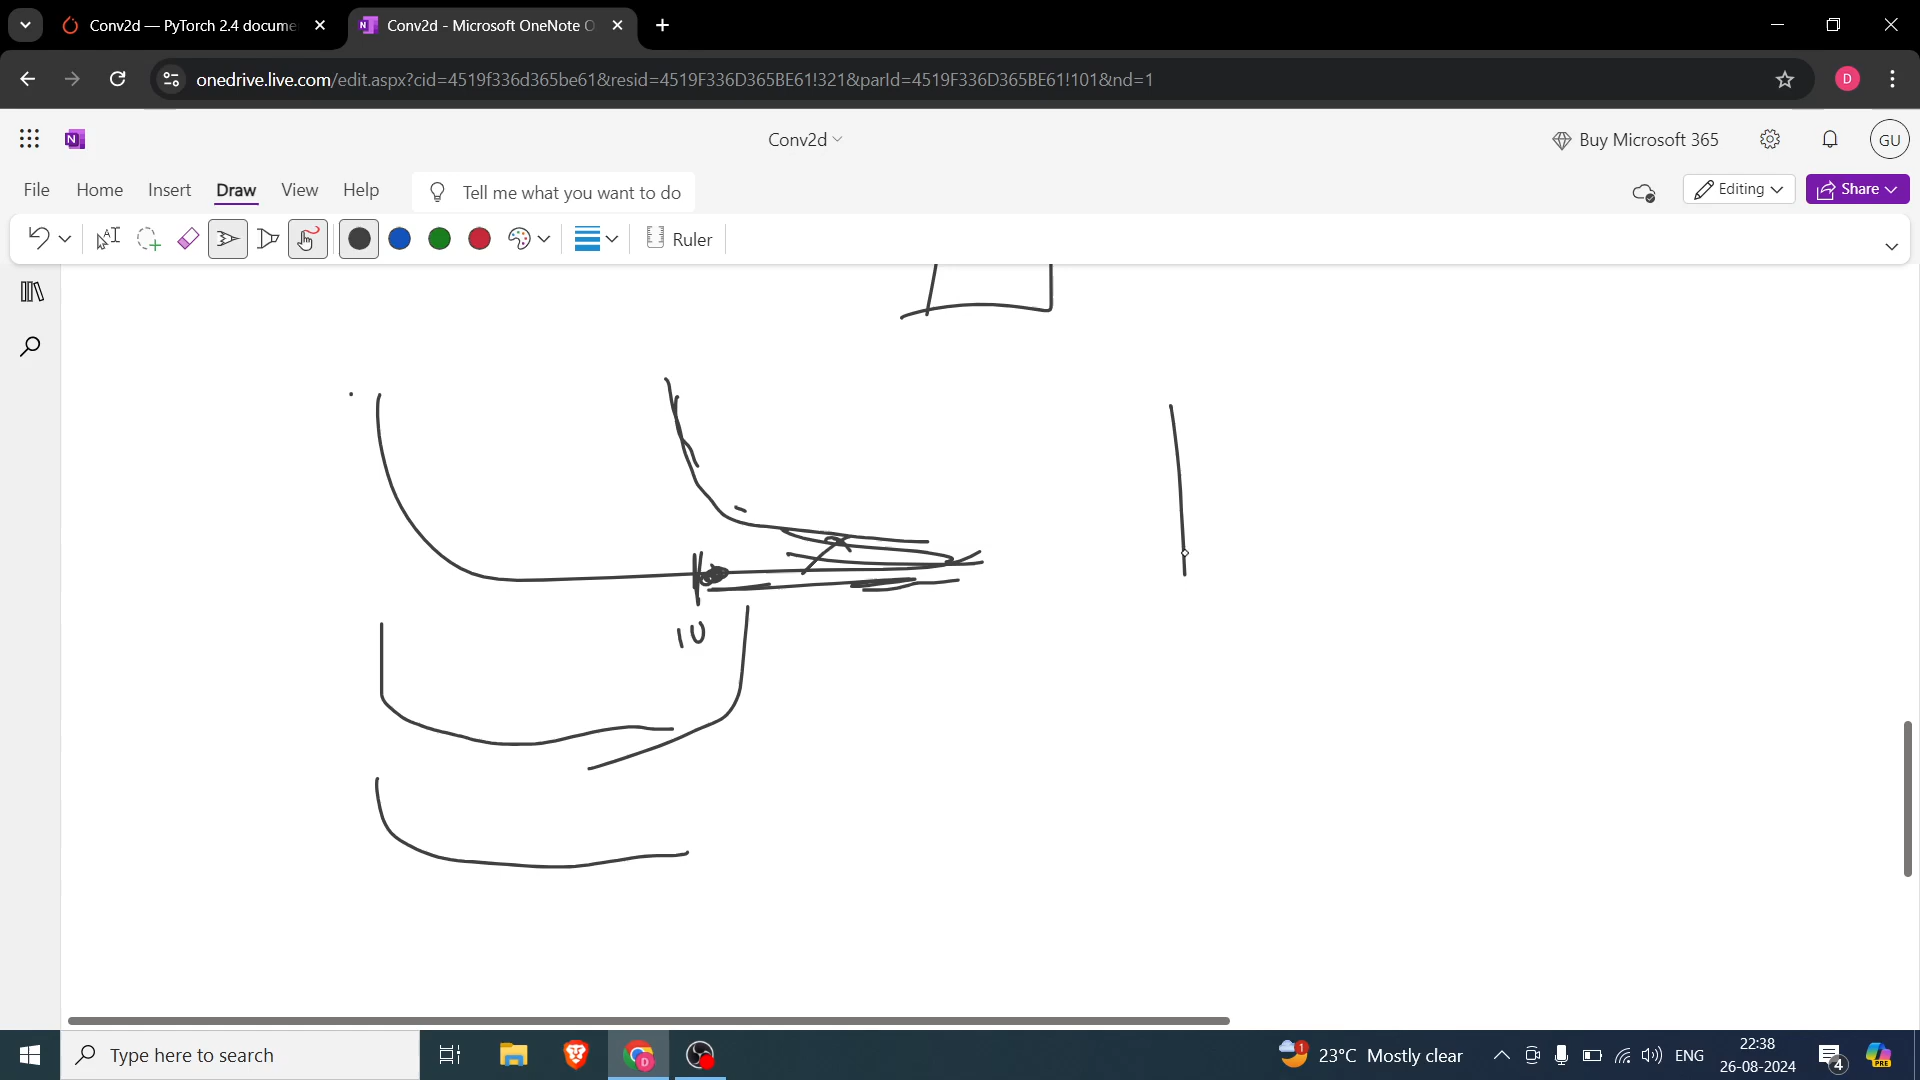 Conv2d — PyTorch 2.4 docume
Conv2d - Microsoft OneNote O
onedrive.live.com/edit.aspx?cid=4519f336d365be61&resid=4519F336D365BE61!321&parId=4519F336D365BE61!101&nd=1
D
N
Conv2d
Buy Microsoft 365
GU
File Home Insert Draw View Help
Tell me what you want to do
Editing
Share
Ruler
10
Type here to search
D
1
23°C Mostly clear
ENG
22:38
26-08-2024
4
PRE